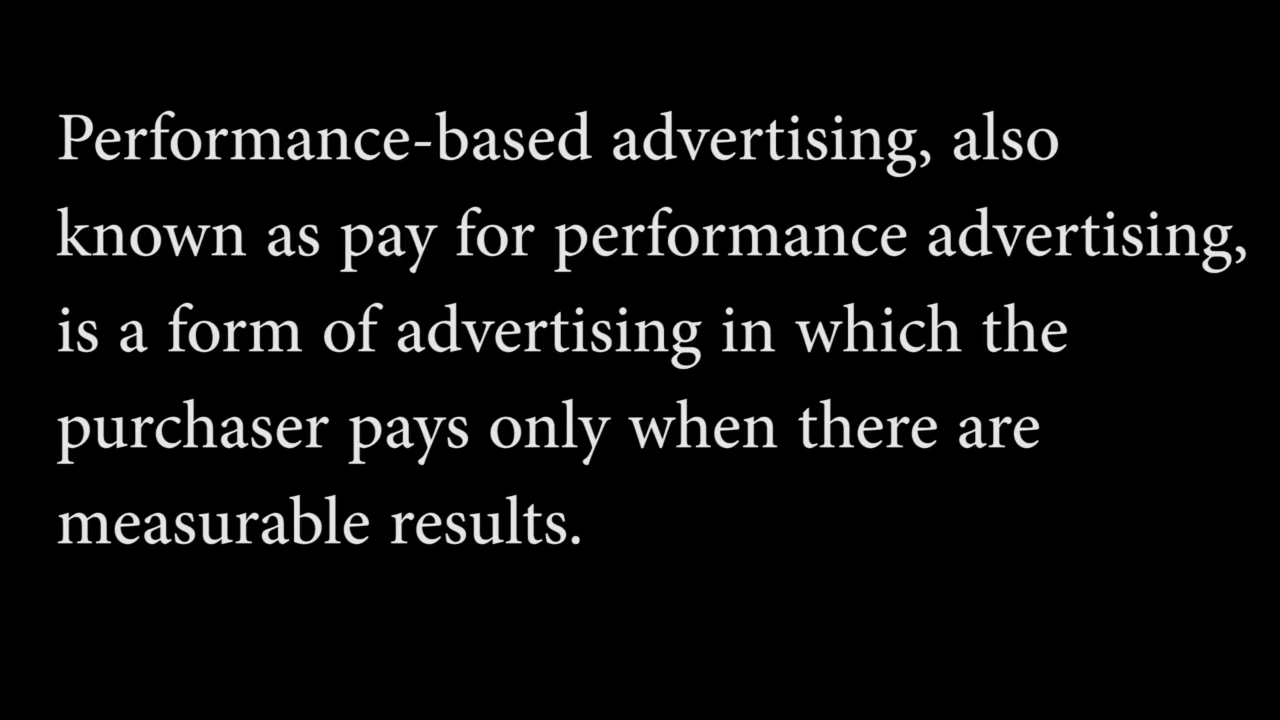 Performance-based advertising, also
known as pay for performance advertising,
is a form of advertising in which the
purchaser pays only when there are
measurable results.